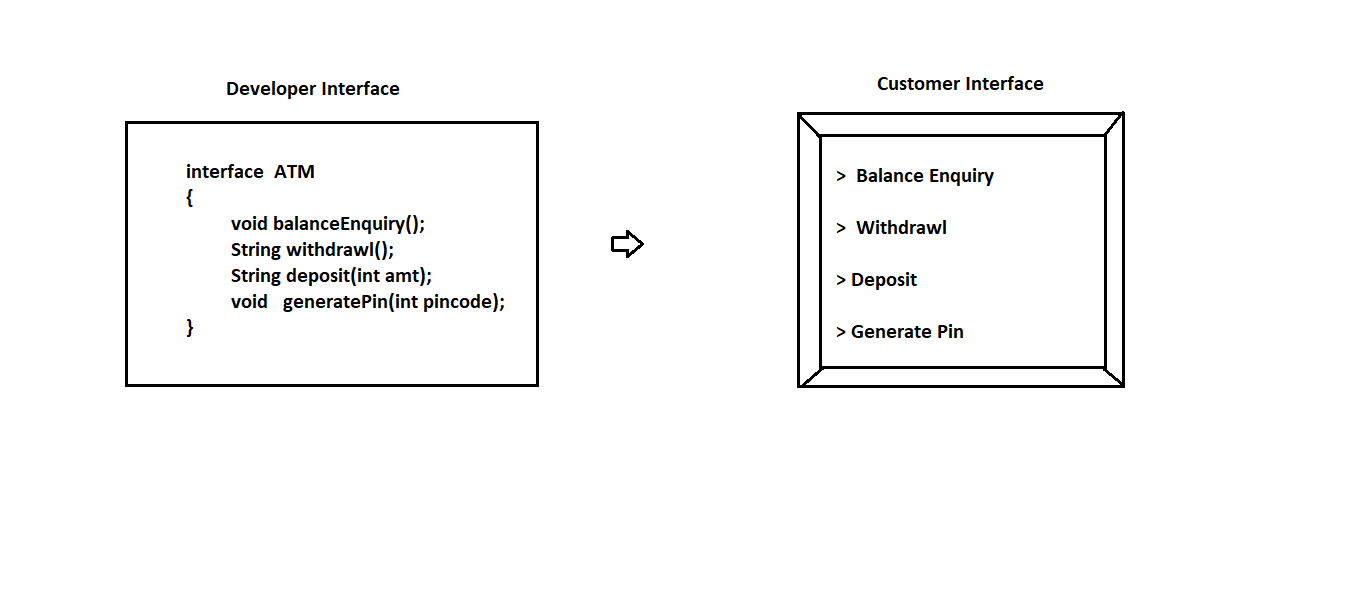 Developer Interface
interface  ATM
{
void balanceEnquiry();
String withdrawl();
String deposit(int amt);
void   generatePin(int pincode);
}
Customer Interface
>  Balance Enquiry
>  Withdrawl
> Deposit
> Generate Pin